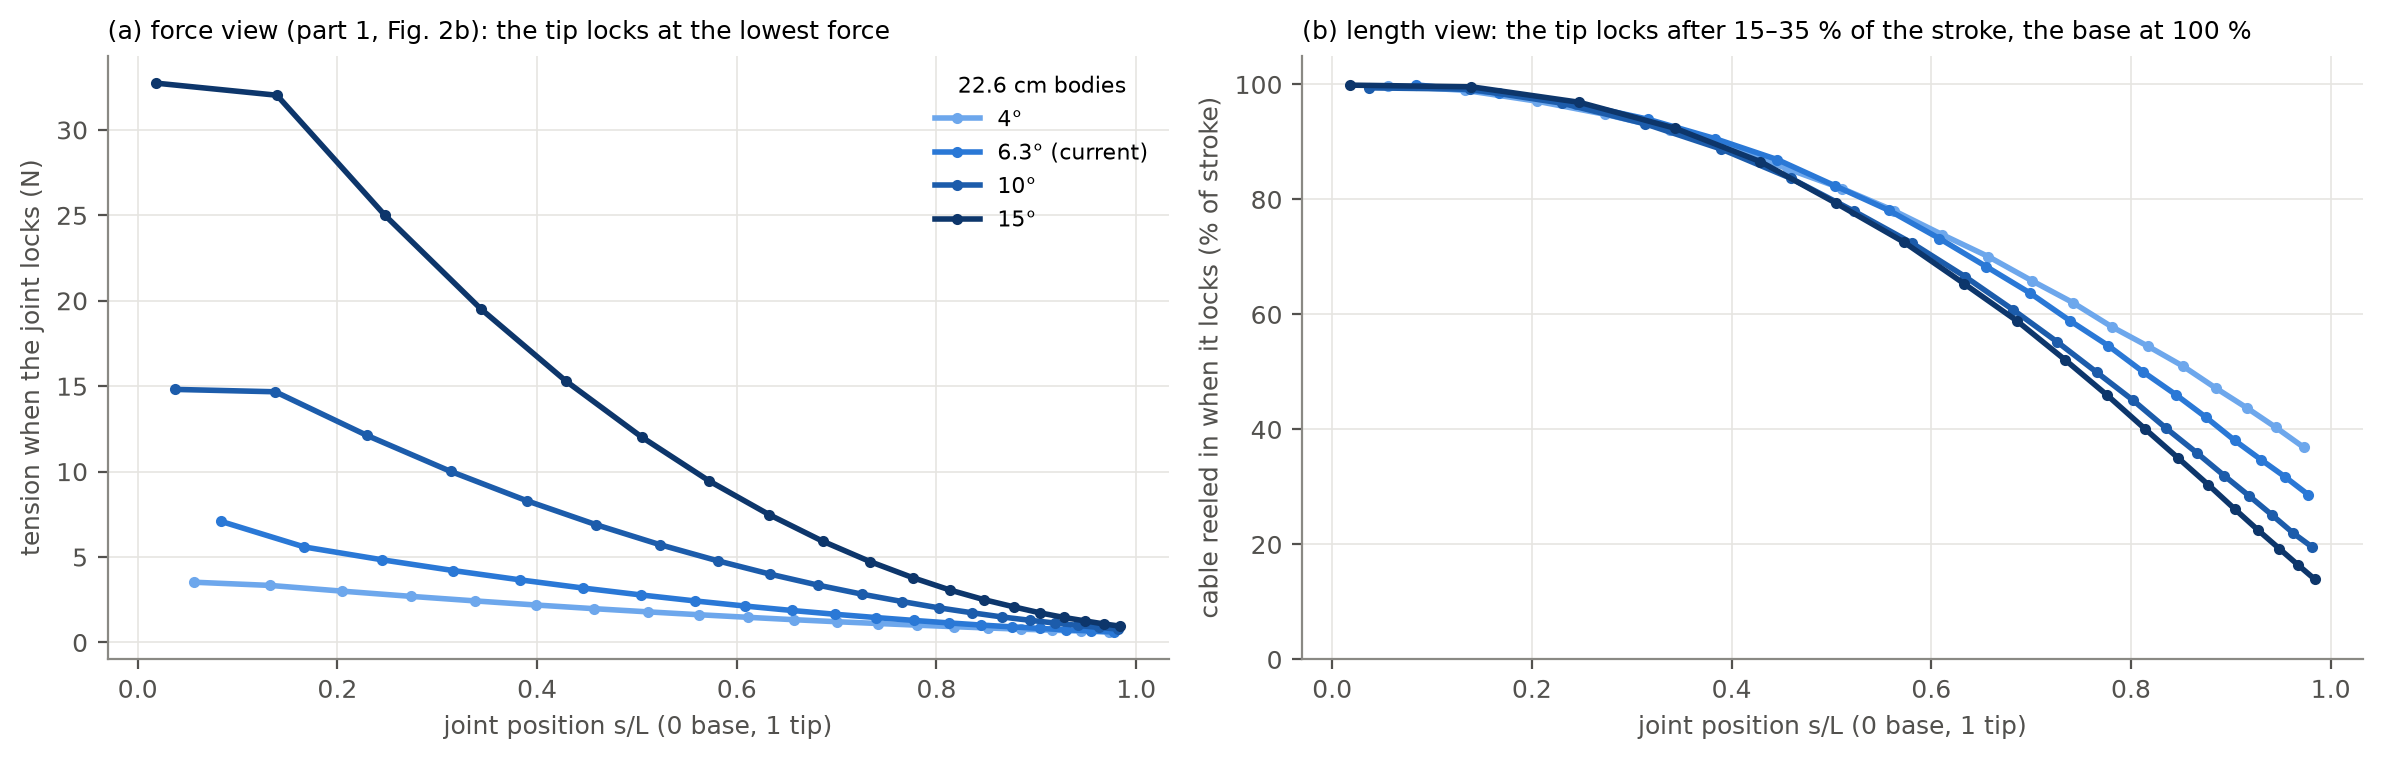 (a) force view (part 1, Fig. 2b): the tip locks at the lowest force
tension when the joint locks (N)
30
25
20
15
10
5
0
22.6 cm bodies
4°
6.3° (current)
10°
15°
0.0 0.2 0.4 0.6 0.8 1.0
joint position s/L (0 base, 1 tip)
(b) length view: the tip locks after 15–35 % of the stroke, the base at 100 %
cable reeled in when it locks (% of stroke)
100
80
60
40
20
0
0.0 0.2 0.4 0.6 0.8 1.0
joint position s/L (0 base, 1 tip)